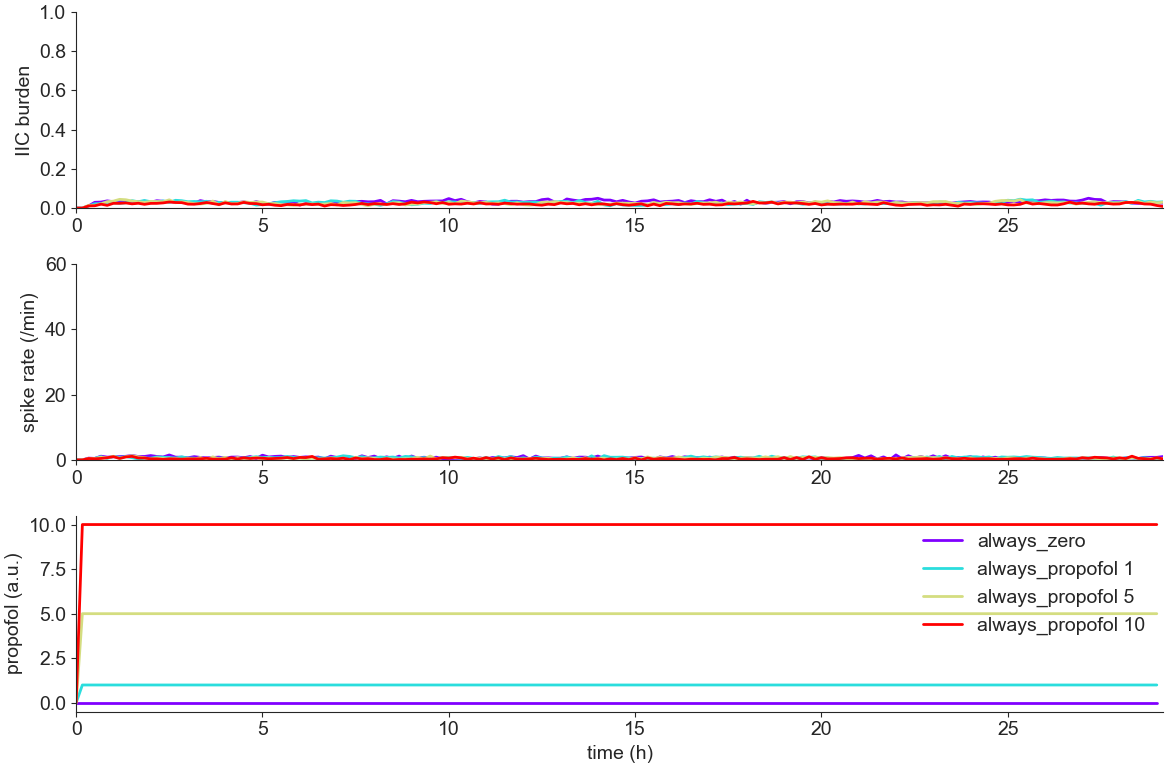 1.0
0.8
0.6
0.4
0.2
0.0
IIC burden
0 5 10 15 20 25
60
40
20
0
spike rate (/min)
0 5 10 15 20 25
10.0
7.5
5.0
2.5
0.0
propofol (a.u.)
always_zero
always_propofol 1
always_propofol 5
always_propofol 10
0 5 10 15 20 25
time (h)